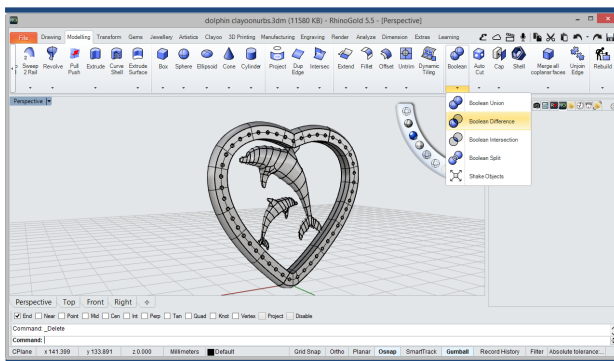 dolphin clayoonurbs.3dm (11580 KB) - RhinoGold 5.5 - [Perspective]
File Drawing Modelling Transform Gems Jewellery Artistics Clayoo 3D Printing Manufacturing Engraving Render Analyze Dimension Extras Learning
Sweep 2 Rail Revolve Pull Push Extrude Curve Shell Extrude Surface Box Sphere Ellipsoid Cone Cylinder Project Dup Edge Intersec Extend Fillet Offset Untrim Dynamic Tiling Boolean Auto Cut Cap Shell Merge all coplanar faces Unjoin Edge Rebuild
Perspective
Boolean Union
Boolean Difference
Boolean Intersection
Boolean Split
Shake Objects
Perspective Top Front Right
End Near Point Mid Cen Int Perp Tan Quad Knot Vertex Project Disable
Command: _Delete
Command:
CPlane x 141.399 y 133.891 z 0.000 Millimeters Default Grid Snap Ortho Planar Osnap SmartTrack Gumball Record History Filter Absolute tolerance...